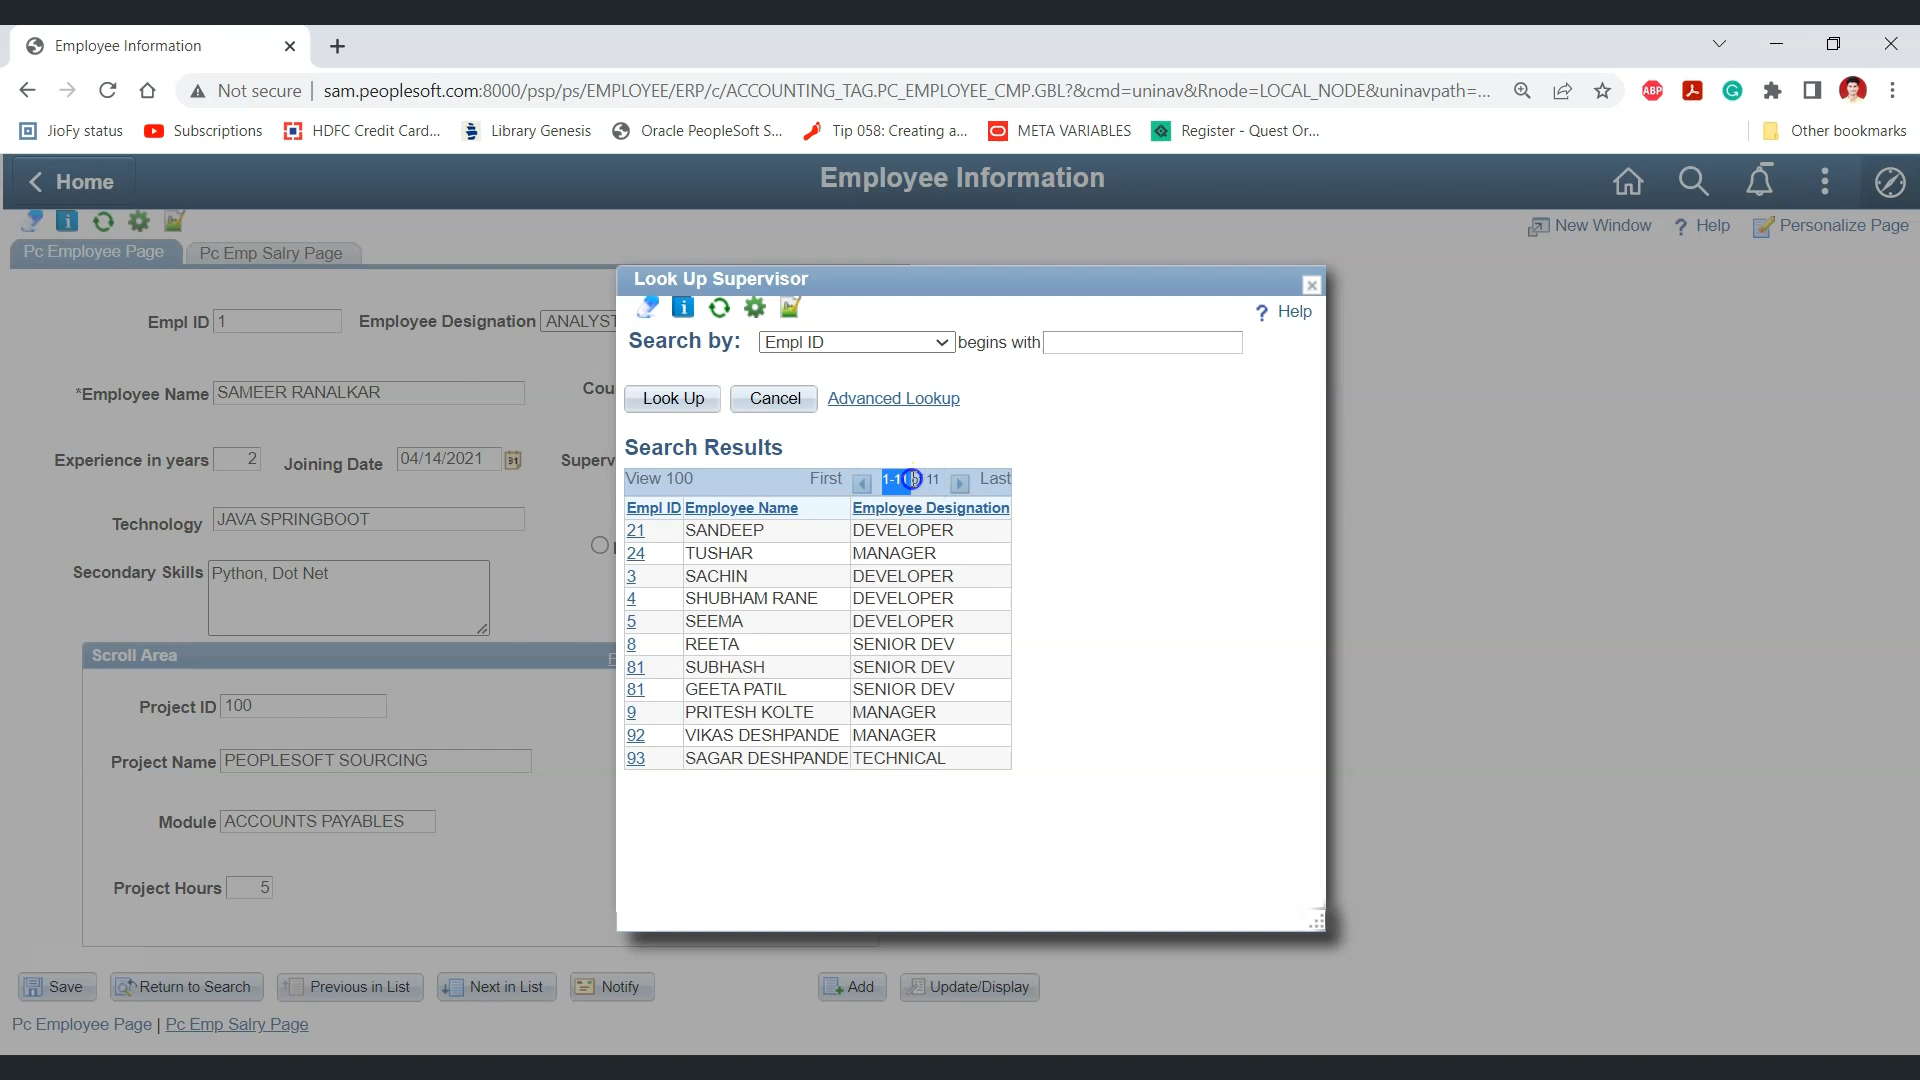 Employee Information
Not secure sam.peoplesoft.com:8000/psp/ps/EMPLOYEE/ERP/c/ACCOUNTING_TAG.PC_EMPLOYEE_CMP.GBL?&cmd=uninav&Rnode=LOCAL_NODE&uninavpath=...
JioFy status Subscriptions HDFC Credit Card... Library Genesis Oracle PeopleSoft S... Tip 058: Creating a... META VARIABLES Register - Quest Or... Other bookmarks
Home Employee Information
New Window Help Personalize Page
Pc Employee Page Pc Emp Salry Page
Empl ID 1 Employee Designation ANALYST
*Employee Name SAMEER RANALKAR Cou
Experience in years 2 Joining Date 04/14/2021 31 Superv
Technology JAVA SPRINGBOOT
Secondary Skills Python, Dot Net
Scroll Area F
Project ID 100
Project Name PEOPLESOFT SOURCING
Module ACCOUNTS PAYABLES
Project Hours 5
Look Up Supervisor
Help
Search by: Empl ID begins with
Look Up Cancel Advanced Lookup
Search Results
View 100 First 1-11 11 Last
Empl ID Employee Name Employee Designation
21 SANDEEP DEVELOPER
24 TUSHAR MANAGER
3 SACHIN DEVELOPER
4 SHUBHAM RANE DEVELOPER
5 SEEMA DEVELOPER
8 REETA SENIOR DEV
81 SUBHASH SENIOR DEV
81 GEETA PATIL SENIOR DEV
9 PRITESH KOLTE MANAGER
92 VIKAS DESHPANDE MANAGER
93 SAGAR DESHPANDE TECHNICAL
Save Return to Search Previous in List Next in List Notify Add Update/Display
Pc Employee Page | Pc Emp Salry Page